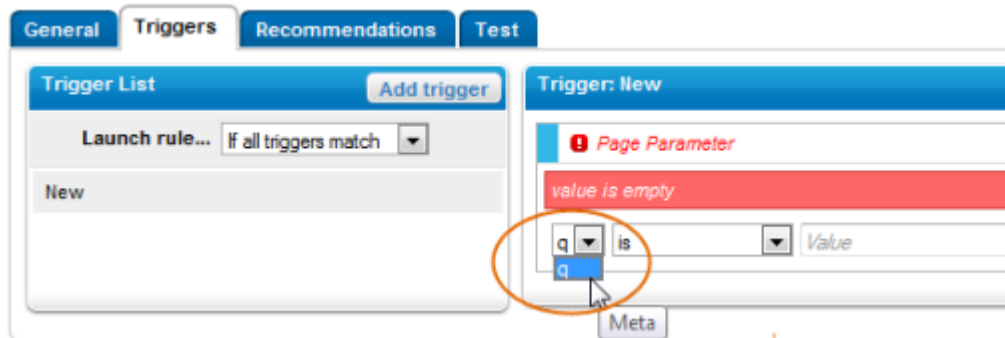 General Triggers Recommendations Test
Trigger List Add trigger
Launch rule... If all triggers match
New
Trigger: New
Page Parameter
value is empty
q is Value
q
Meta